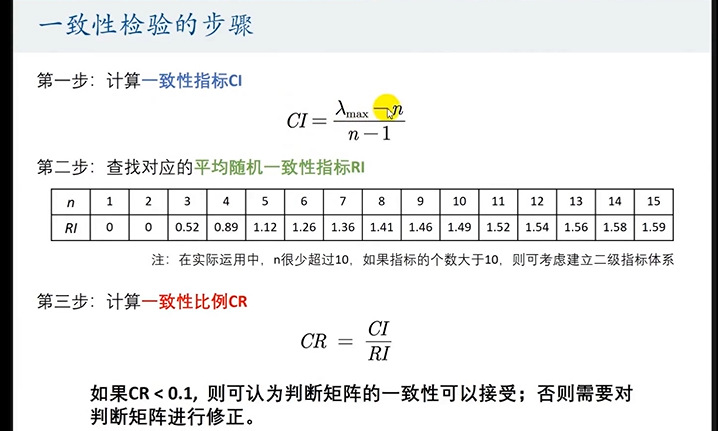 一致性检验的步骤
第一步：计算一致性指标CI
CI = (λmax − n) / (n − 1)
第二步：查找对应的平均随机一致性指标RI
n 1 2 3 4 5 6 7 8 9 10 11 12 13 14 15
RI 0 0 0.52 0.89 1.12 1.26 1.36 1.41 1.46 1.49 1.52 1.54 1.56 1.58 1.59
注：在实际运用中，n很少超过10，如果指标的个数大于10，则可考虑建立二级指标体系
第三步：计算一致性比例CR
CR = CI / RI
如果CR < 0.1, 则可认为判断矩阵的一致性可以接受；否则需要对
判断矩阵进行修正。